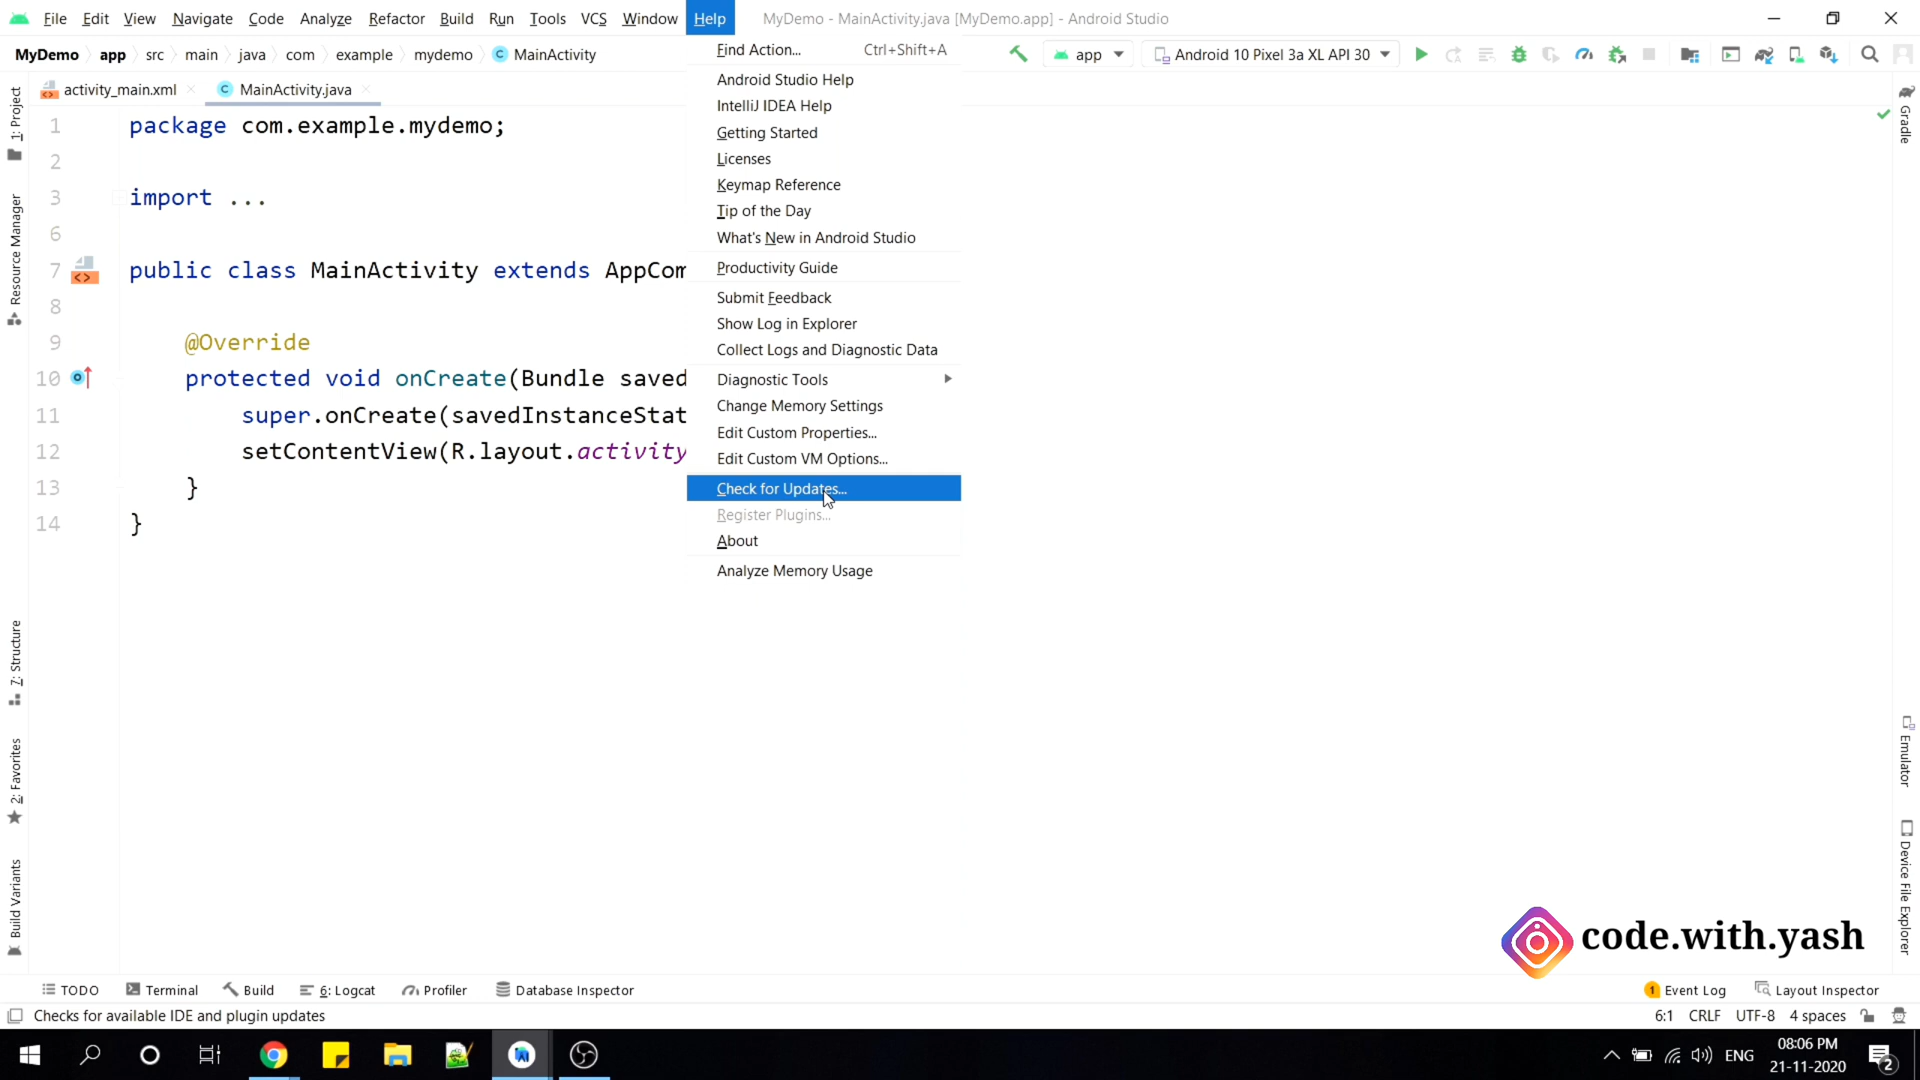 File Edit View Navigate Code Analyze Refactor Build Run Tools VCS Window Help MyDemo - MainActivity.java [MyDemo.app] - Android Studio
MyDemo app src main java com example mydemo MainActivity
app Android 10 Pixel 3a XL API 30
activity_main.xml MainActivity.java
1: Project
Resource Manager
7: Structure
2: Favorites
Build Variants
1 package com.example.mydemo;
2
3 import ...
6
7 public class MainActivity extends AppCom
8
9 @Override
10 protected void onCreate(Bundle saved
11 super.onCreate(savedInstanceStat
12 setContentView(R.layout.activity
13 }
14 }
Find Action... Ctrl+Shift+A
Android Studio Help
IntelliJ IDEA Help
Getting Started
Licenses
Keymap Reference
Tip of the Day
What's New in Android Studio
Productivity Guide
Submit Feedback
Show Log in Explorer
Collect Logs and Diagnostic Data
Diagnostic Tools
Change Memory Settings
Edit Custom Properties...
Edit Custom VM Options...
Check for Updates...
Register Plugins...
About
Analyze Memory Usage
Gradle
Emulator
Device File Explorer
code.with.yash
TODO Terminal Build 6: Logcat Profiler Database Inspector 1 Event Log Layout Inspector
Checks for available IDE and plugin updates 6:1 CRLF UTF-8 4 spaces
ENG 08:06 PM
21-11-2020 2